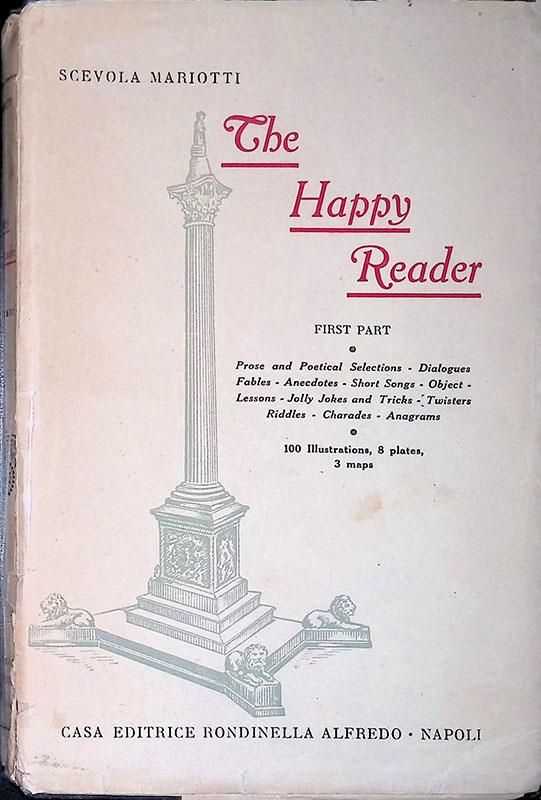 SCEVOLA MARIOTTI
The
Happy
Reader
FIRST PART
Prose and Poetical Selections - Dialogues
Fables - Anecdotes - Short Songs - Object -
Lessons - Jolly Jokes and Tricks - Twisters
Riddles - Charades - Anagrams
100 Illustrations, 8 plates,
3 maps
CASA EDITRICE RONDINELLA ALFREDO • NAPOLI